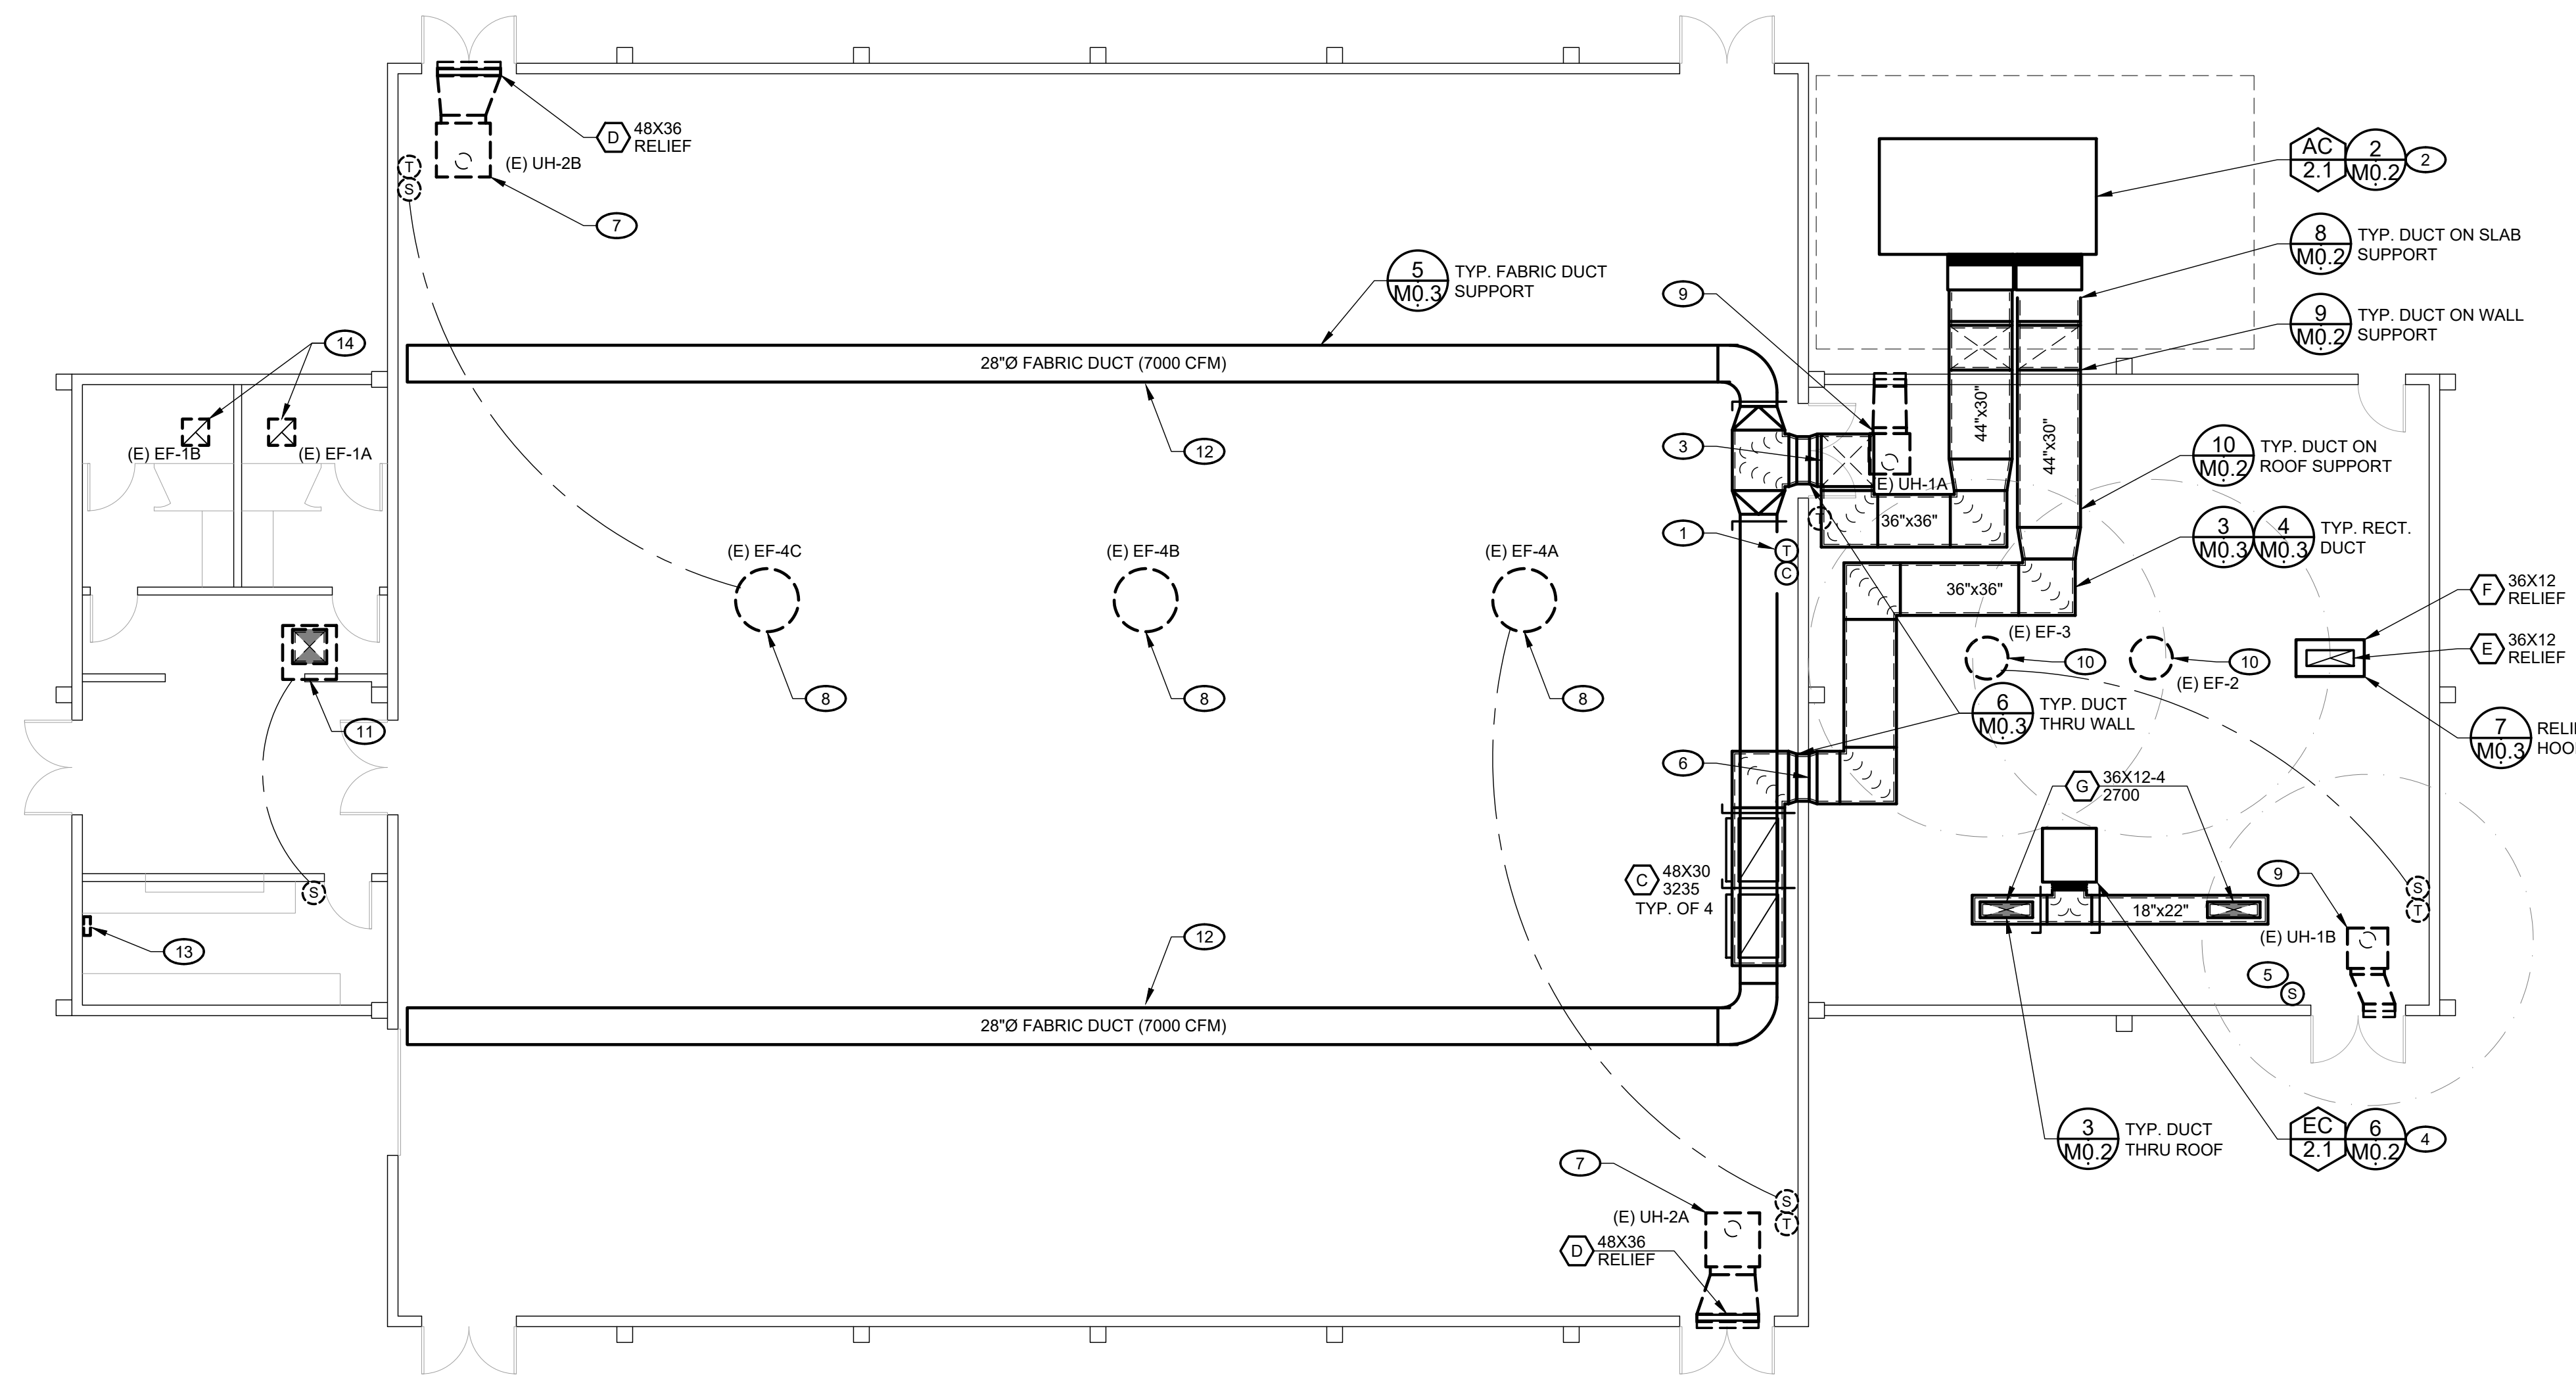 D
48X36
RELIEF
(E) UH-2B
T
S
7
AC
2.1
2
M0.2
2
8
M0.2
TYP. DUCT ON SLAB
SUPPORT
5
M0.3
TYP. FABRIC DUCT
SUPPORT
9
9
M0.2
TYP. DUCT ON WALL
SUPPORT
14
28"Ø FABRIC DUCT (7000 CFM)
12
(E) EF-1B
(E) EF-1A
3
44"x30"
44"x30"
10
M0.2
TYP. DUCT ON
ROOF SUPPORT
E) UH-1A
T
36"x36"
1
T
C
3
M0.3
4
M0.3
TYP. RECT.
DUCT
(E) EF-4C
(E) EF-4B
(E) EF-4A
36"x36"
F
36X12
RELIEF
(E) EF-3
E
36X12
RELIEF
10
10
(E) EF-2
8
8
8
6
M0.3
TYP. DUCT
THRU WALL
11
7
M0.3
RELI
HOO
6
G
36X12-4
2700
C
48X30
3235
TYP. OF 4
S
9
S
T
18"x22"
12
(E) UH-1B
13
5
S
28"Ø FABRIC DUCT (7000 CFM)
3
M0.2
TYP. DUCT
THRU ROOF
EC
2.1
6
M0.2
4
7
S
T
(E) UH-2A
D
48X36
RELIEF